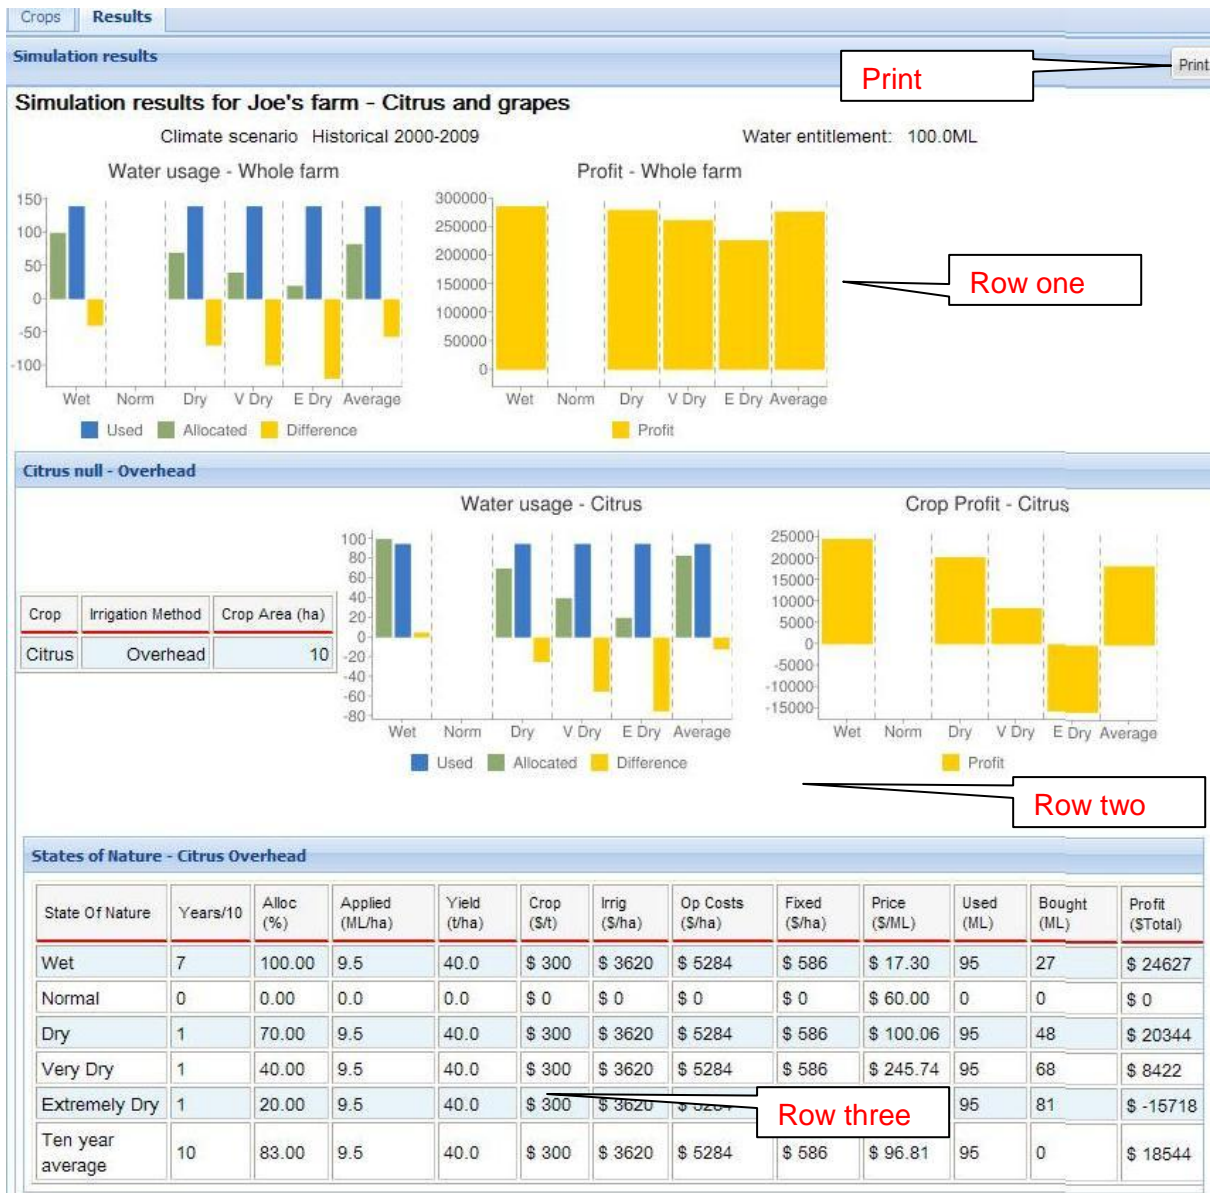 Crops Results
Simulation results
Print
Print
Simulation results for Joe's farm - Citrus and grapes
Climate scenario Historical 2000-2009 Water entitlement: 100.0ML
Water usage - Whole farm
150
100
50
0
-50
-100
Wet Norm Dry V Dry E Dry Average
Used Allocated Difference
Profit - Whole farm
300000
250000
200000
150000
100000
50000
0
Wet Norm Dry V Dry E Dry Average
Profit
Row one
Citrus null - Overhead
Crop Irrigation Method Crop Area (ha)
Citrus Overhead 10
Water usage - Citrus
100
80
60
40
20
0
-20
-40
-60
-80
Wet Norm Dry V Dry E Dry Average
Used Allocated Difference
Crop Profit - Citrus
25000
20000
15000
10000
5000
0
-5000
-10000
-15000
Wet Norm Dry V Dry E Dry Average
Profit
Row two
States of Nature - Citrus Overhead
State Of Nature Years/10 Alloc (%) Applied (ML/ha) Yield (t/ha) Crop ($/t) Irrig ($/ha) Op Costs ($/ha) Fixed ($/ha) Price ($/ML) Used (ML) Bought (ML) Profit ($Total)
Wet 7 100.00 9.5 40.0 $ 300 $ 3620 $ 5284 $ 586 $ 17.30 95 27 $ 24627
Normal 0 0.00 0.0 0.0 $ 0 $ 0 $ 0 $ 0 $ 60.00 0 0 $ 0
Dry 1 70.00 9.5 40.0 $ 300 $ 3620 $ 5284 $ 586 $ 100.06 95 48 $ 20344
Very Dry 1 40.00 9.5 40.0 $ 300 $ 3620 $ 5284 $ 586 $ 245.74 95 68 $ 8422
Extremely Dry 1 20.00 9.5 40.0 $ 300 $ 3620 $ 5284 95 81 $ -15718
Row three
Ten year average 10 83.00 9.5 40.0 $ 300 $ 3620 $ 5284 $ 586 $ 96.81 95 0 $ 18544